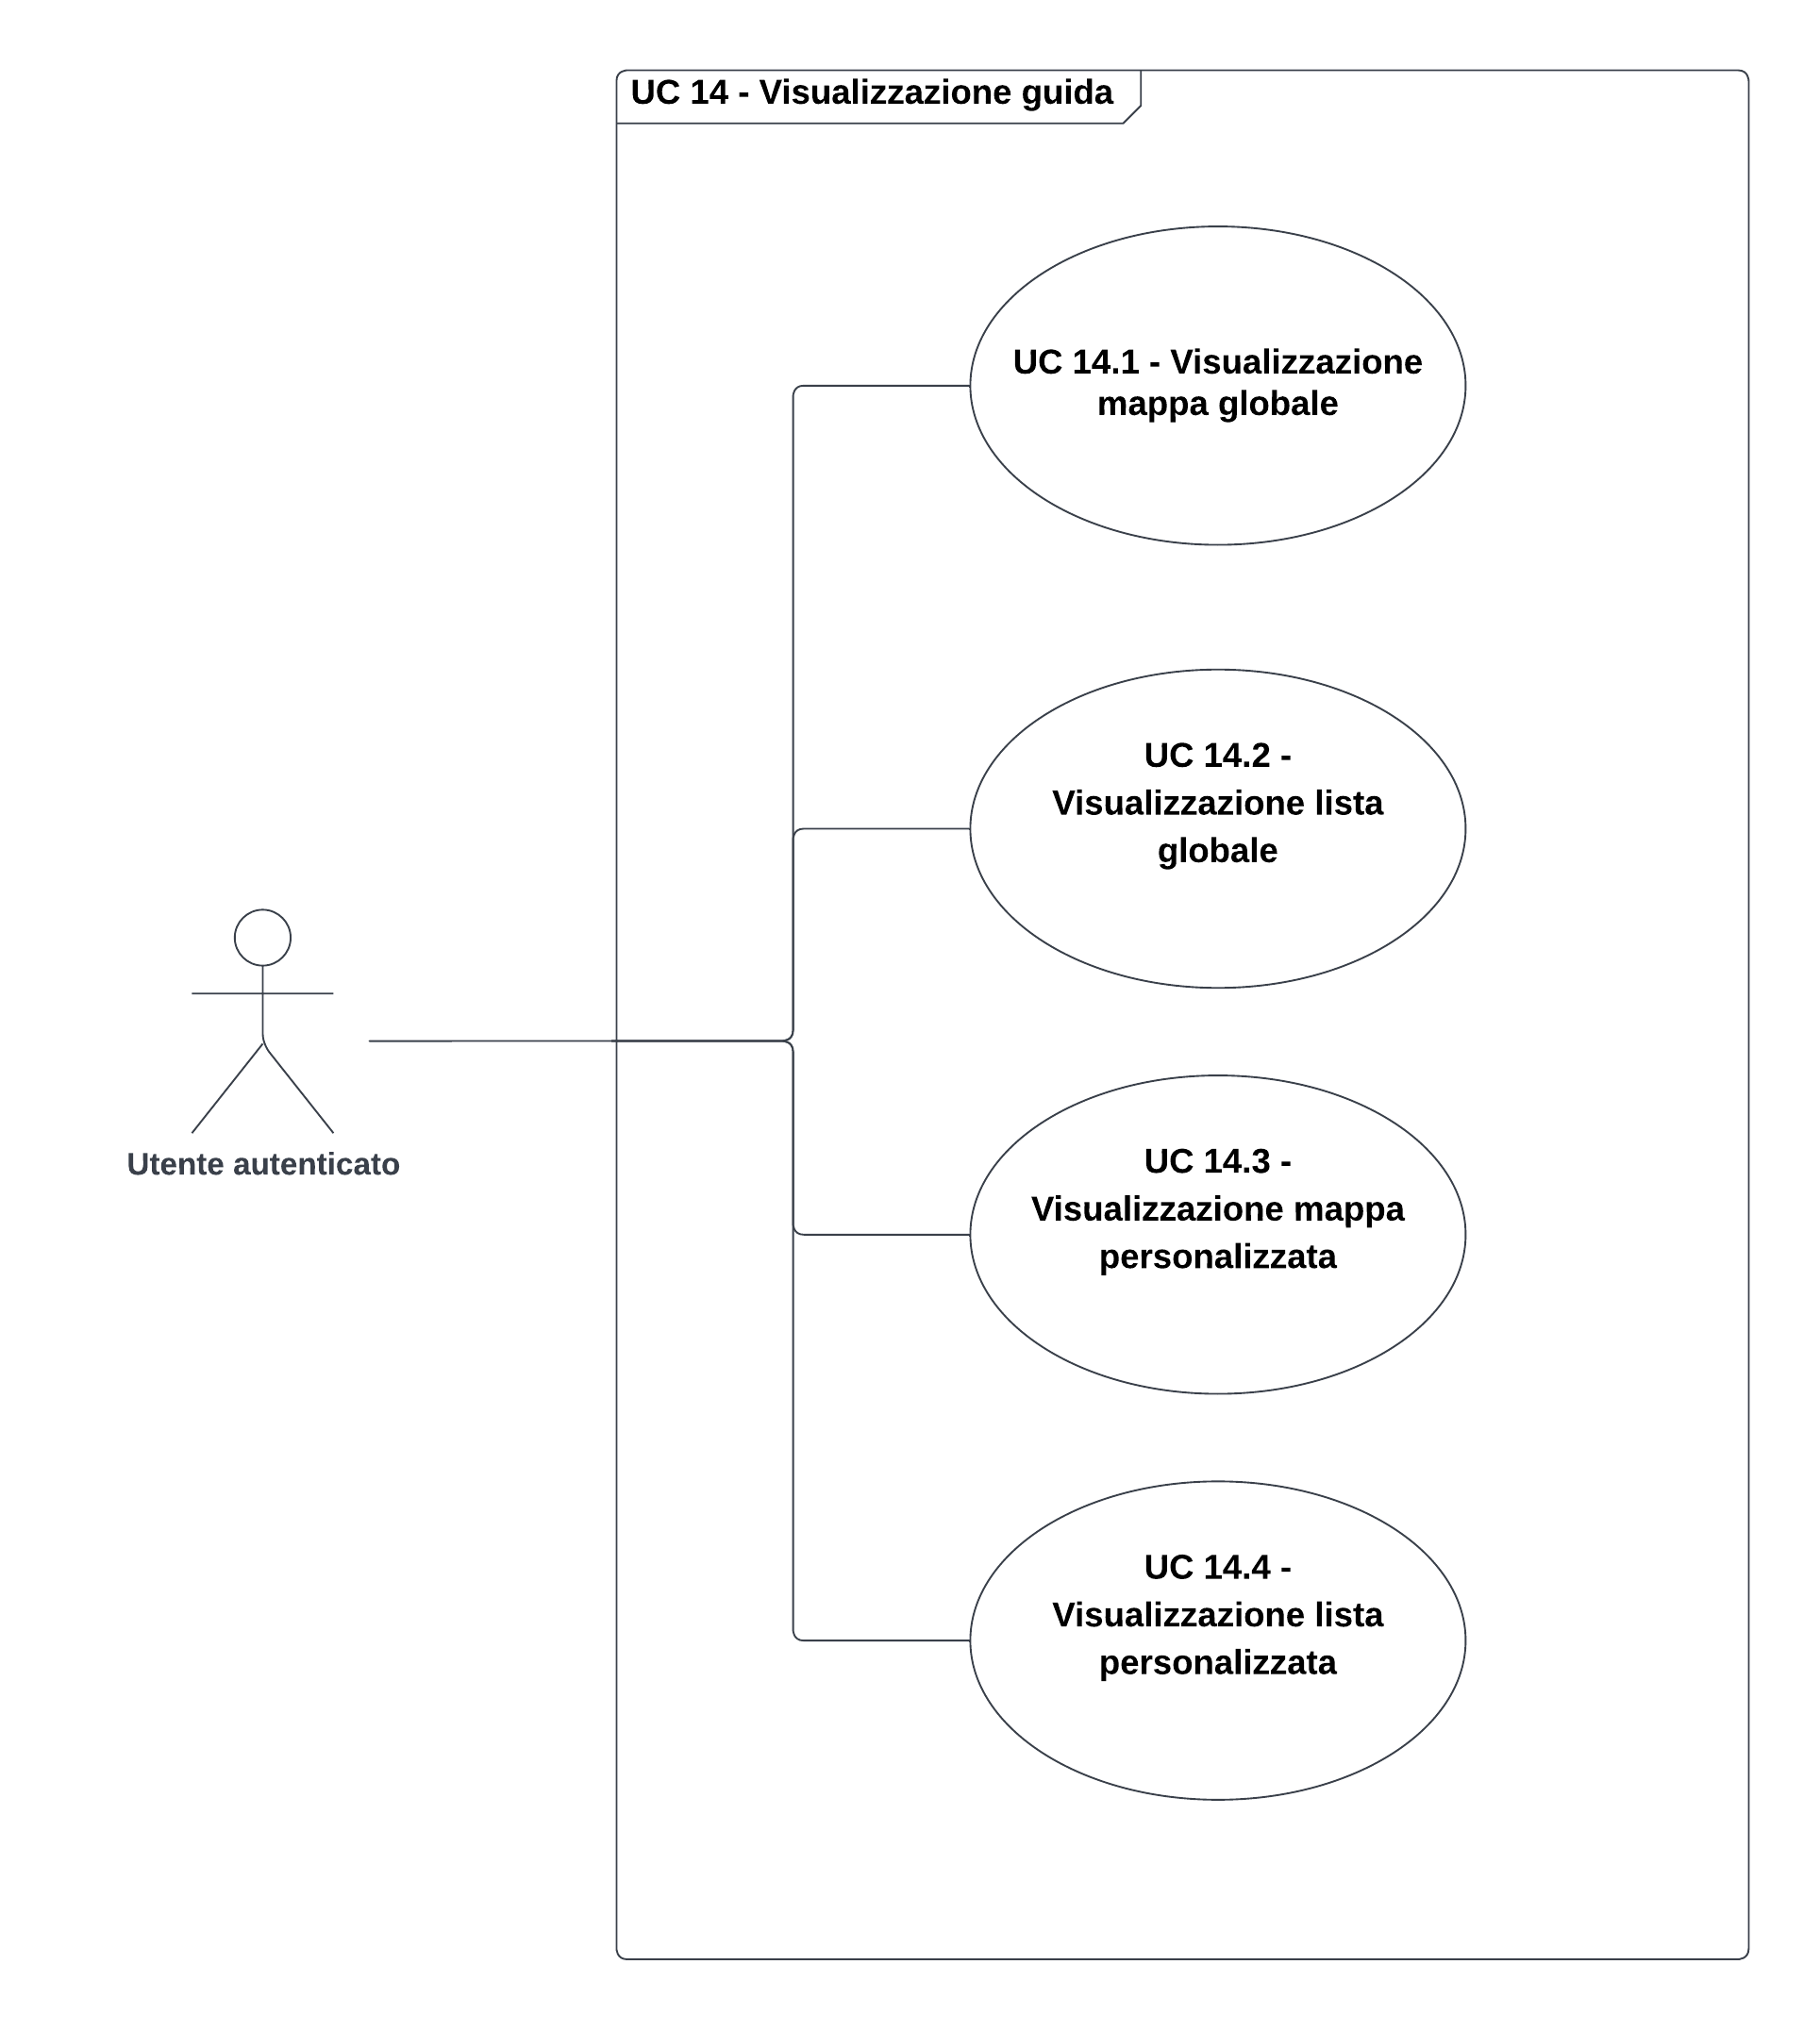 UC 14 - Visualizzazione guida
UC 14.1 - Visualizzazione
mappa globale
UC 14.2 -
Visualizzazione lista
globale
Utente autenticato
UC 14.3 -
Visualizzazione mappa
personalizzata
UC 14.4 -
Visualizzazione lista
personalizzata